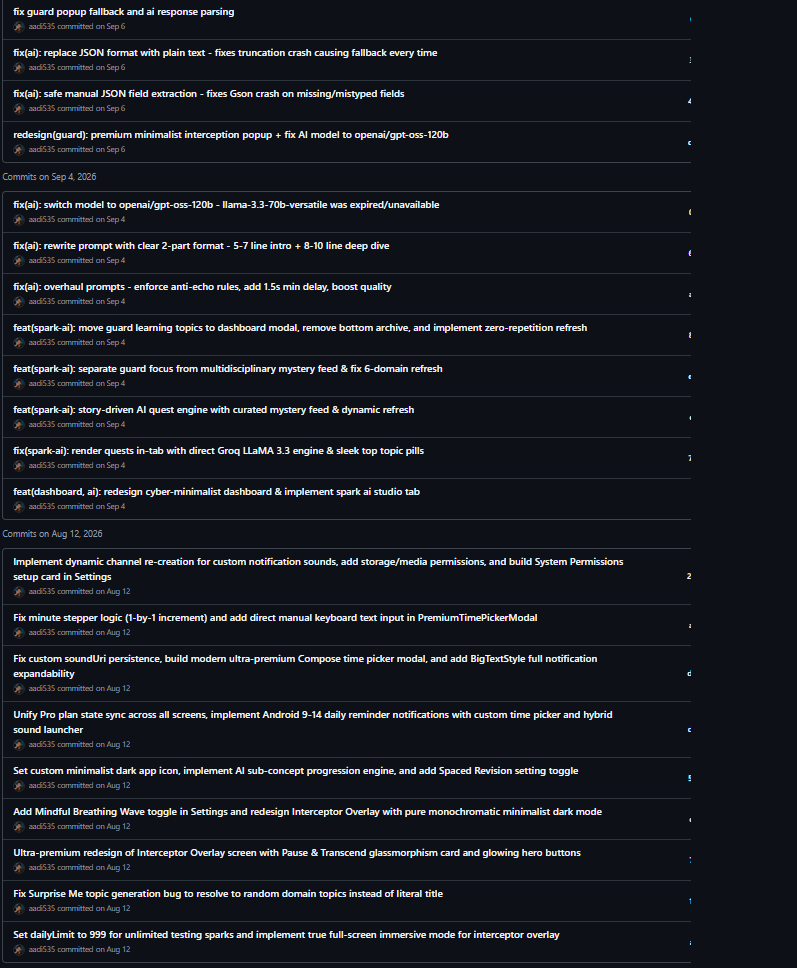 fix guard popup fallback and ai response parsing
aadi535 committed on Sep 6
fix(ai): replace JSON format with plain text - fixes truncation crash causing fallback every time
aadi535 committed on Sep 6
fix(ai): safe manual JSON field extraction - fixes Gson crash on missing/mistyped fields
aadi535 committed on Sep 6
redesign(guard): premium minimalist interception popup + fix AI model to openai/gpt-oss-120b
aadi535 committed on Sep 6
Commits on Sep 4, 2026
fix(ai): switch model to openai/gpt-oss-120b - llama-3.3-70b-versatile was expired/unavailable
aadi535 committed on Sep 4
fix(ai): rewrite prompt with clear 2-part format - 5-7 line intro + 8-10 line deep dive
aadi535 committed on Sep 4
fix(ai): overhaul prompts - enforce anti-echo rules, add 1.5s min delay, boost quality
aadi535 committed on Sep 4
feat(spark-ai): move guard learning topics to dashboard modal, remove bottom archive, and implement zero-repetition refresh
aadi535 committed on Sep 4
feat(spark-ai): separate guard focus from multidisciplinary mystery feed & fix 6-domain refresh
aadi535 committed on Sep 4
feat(spark-ai): story-driven AI quest engine with curated mystery feed & dynamic refresh
aadi535 committed on Sep 4
fix(spark-ai): render quests in-tab with direct Groq LLaMA 3.3 engine & sleek top topic pills
aadi535 committed on Sep 4
feat(dashboard, ai): redesign cyber-minimalist dashboard & implement spark ai studio tab
aadi535 committed on Sep 4
Commits on Aug 12, 2026
Implement dynamic channel re-creation for custom notification sounds, add storage/media permissions, and build System Permissions
setup card in Settings
aadi535 committed on Aug 12
Fix minute stepper logic (1-by-1 increment) and add direct manual keyboard text input in PremiumTimePickerModal
aadi535 committed on Aug 12
Fix custom soundUri persistence, build modern ultra-premium Compose time picker modal, and add BigTextStyle full notification
expandability
aadi535 committed on Aug 12
Unify Pro plan state sync across all screens, implement Android 9-14 daily reminder notifications with custom time picker and hybrid
sound launcher
aadi535 committed on Aug 12
Set custom minimalist dark app icon, implement AI sub-concept progression engine, and add Spaced Revision setting toggle
aadi535 committed on Aug 12
Add Mindful Breathing Wave toggle in Settings and redesign Interceptor Overlay with pure monochromatic minimalist dark mode
aadi535 committed on Aug 12
Ultra-premium redesign of Interceptor Overlay screen with Pause & Transcend glassmorphism card and glowing hero buttons
aadi535 committed on Aug 12
Fix Surprise Me topic generation bug to resolve to random domain topics instead of literal title
aadi535 committed on Aug 12
Set dailyLimit to 999 for unlimited testing sparks and implement true full-screen immersive mode for interceptor overlay
aadi535 committed on Aug 12